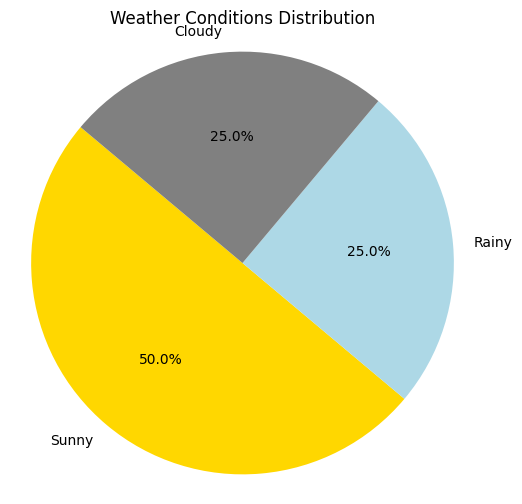 Weather Conditions Distribution
Cloudy
25.0%
Rainy
25.0%
50.0%
Sunny